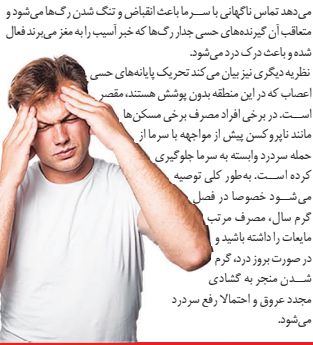 می‌دهد تماس ناگهانی با سـرما باعث انقباض و تنگ شدن رگ‌ها می‌شود و
متعاقب آن گیرنده‌های حسی جدار رگ‌ها که خبر آسیب را به مغز می‌برند فعال
شده و باعث درک درد می‌شود.
نظریه دیگری نیز بیان می‌کند تحریک پایانه‌های حسی
اعصاب که در این منطقه بدون پوشش هستند، مقصر
اسـت. در برخی افراد مصرف برخی مسکن‌ها
مانند ناپروکسن پیش از مواجهه با سرما از
حمله سردرد وابسته به سرما جلوگیری
کرده اسـت. به‌طور کلی توصیه
می‌شـود خصوصا در فصل
گرم سال، مصرف مرتب
مایعات را داشته باشید و
در صورت بروز درد، گرم
شـدن منجر به گشادی
مجدد عروق و احتمالا رفع سردرد
می‌شود.